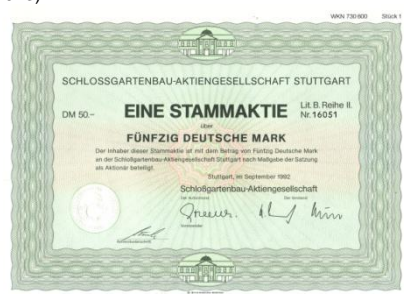 WKN 730 600 Stück 1
SCHLOSSGARTENBAU-AKTIENGESELLSCHAFT STUTTGART
DM 50.– EINE STAMMAKTIE Lit. B. Reihe II. Nr. 16051
über
FÜNFZIG DEUTSCHE MARK
Der Inhaber dieser Stammaktie ist mit dem Betrag von Fünfzig Deutsche Mark
an der Schloßgartenbau-Aktiengesellschaft Stuttgart nach Maßgabe der Satzung
als Aktionär beteiligt.
Stuttgart, im September 1992
Schloßgartenbau-Aktiengesellschaft
Der Aufsichtsrat Der Vorstand
Vorsitzender